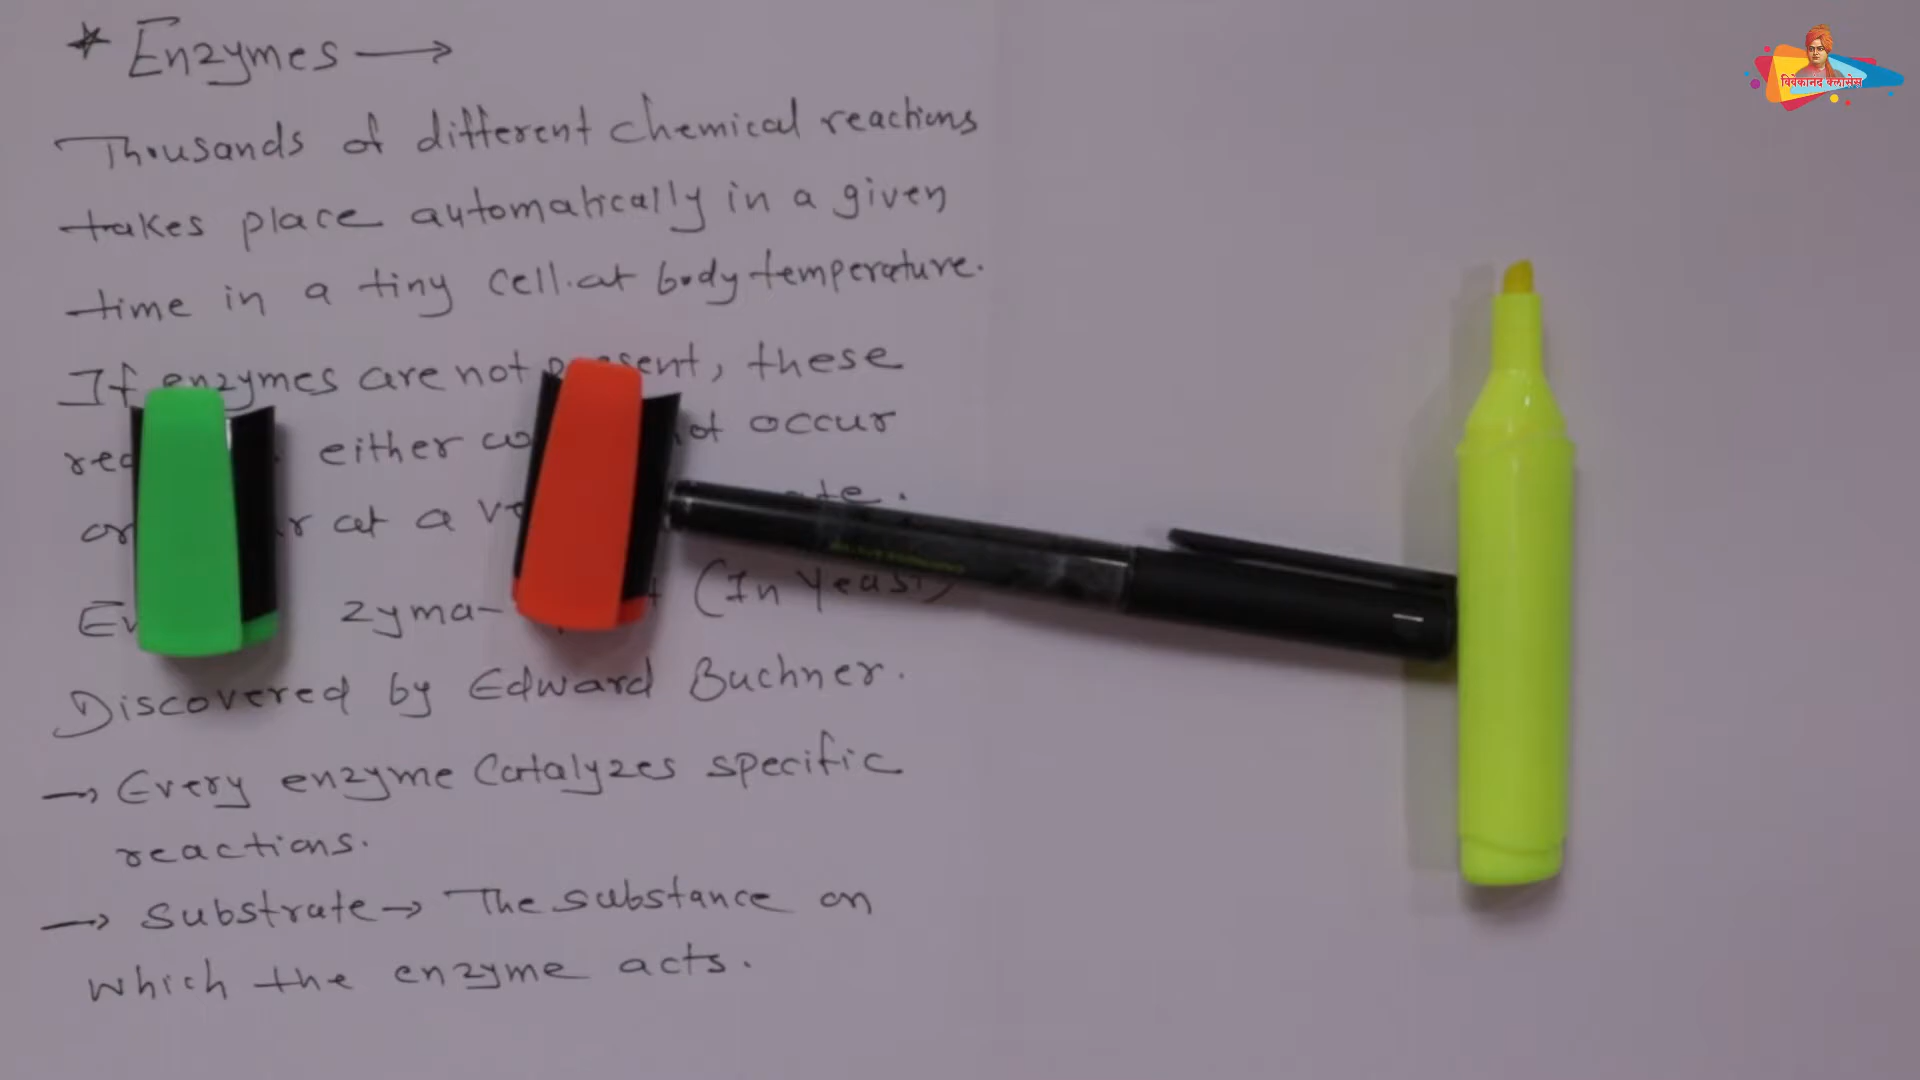 * Enzymes →
Thousands of different chemical reactions
takes place automatically in a given
time in a tiny cell. at body temperature.
If enzymes are not present, these
either not occur
or at a
zyma- (In Yeast)
Discovered by Edward Buchner.
→ Every enzyme Catalyzes specific
reactions.
→ Substrate → The substance on
which the enzyme acts.
विवेकानंद क्लासेस